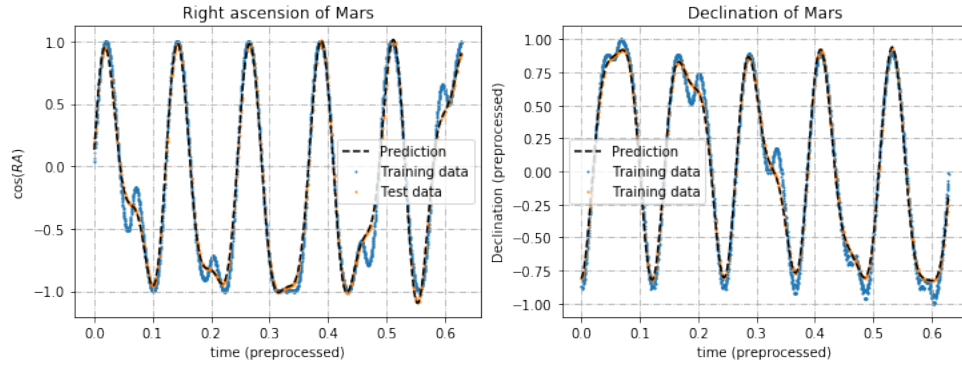 Right ascension of Mars
1.0
0.5
0.0
−0.5
−1.0
cos(RA)
Prediction
Training data
Test data
0.0 0.1 0.2 0.3 0.4 0.5 0.6
time (preprocessed)
Declination of Mars
1.00
0.75
0.50
0.25
0.00
−0.25
−0.50
−0.75
−1.00
Declination (preprocessed)
Prediction
Training data
Training data
0.0 0.1 0.2 0.3 0.4 0.5 0.6
time (preprocessed)